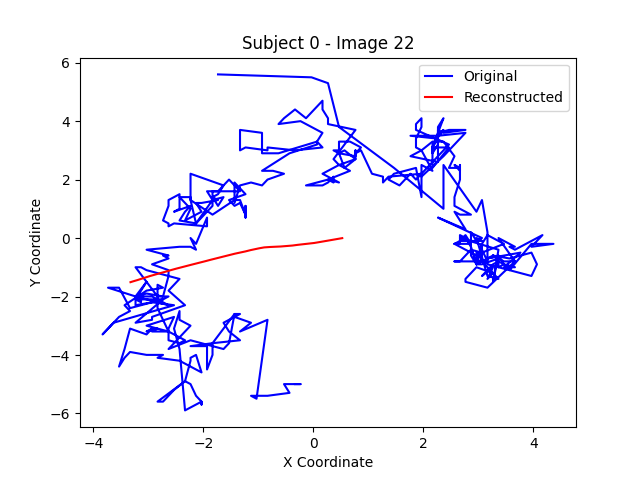 Subject 0 - Image 22
Original
Reconstructed
Y Coordinate
6
4
2
0
−2
−4
−6
−4
−2
0
2
4
X Coordinate